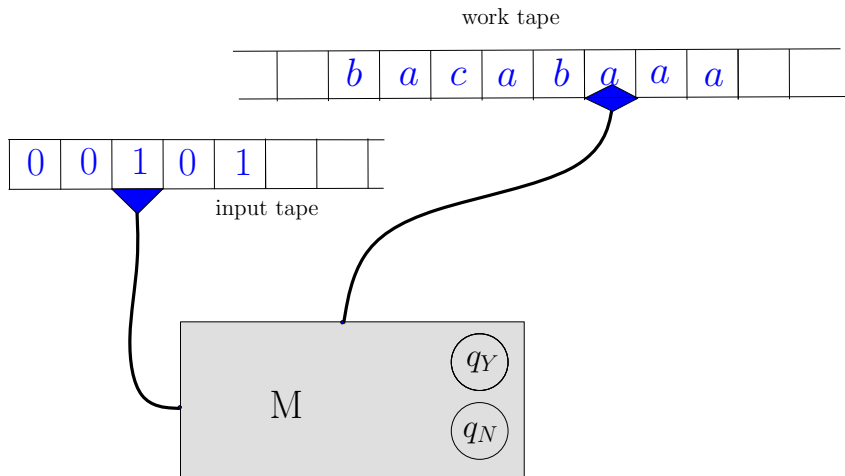 work tape
b a c a b a a a
0 0 1 0 1
input tape
q_Y
M
q_N